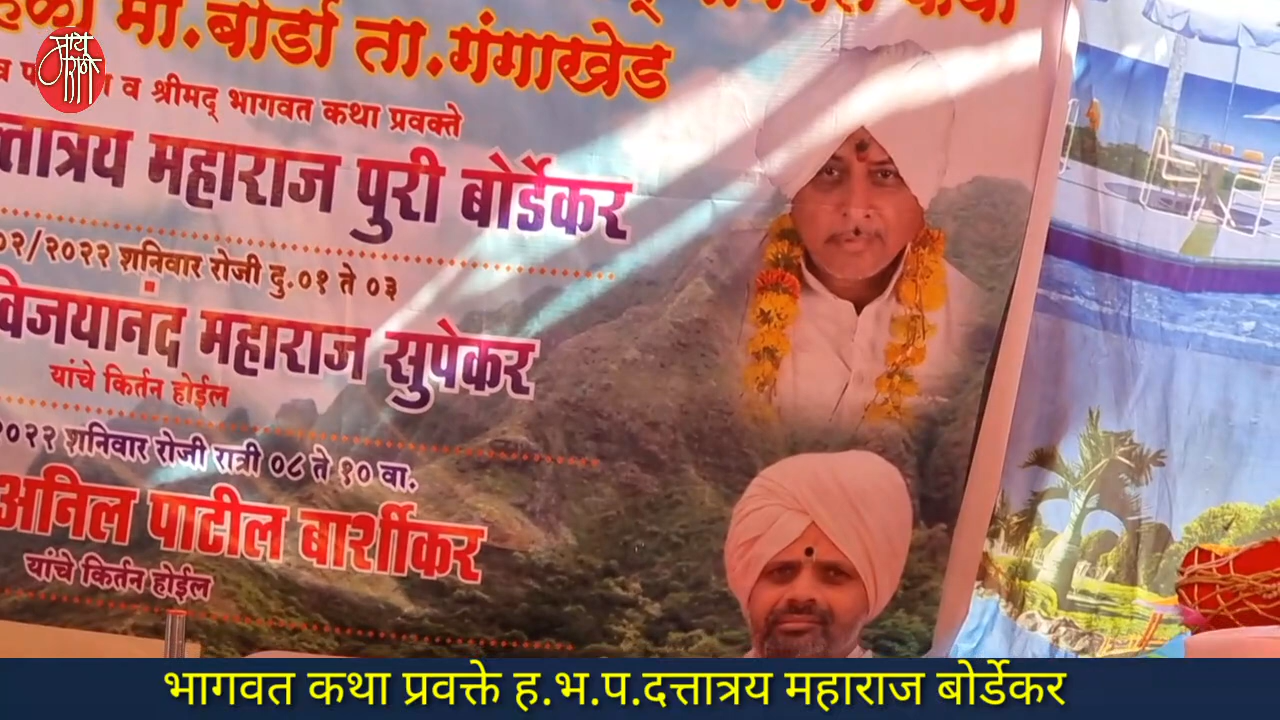 मौ.बोर्डा ता.गंगाखेड
व श्रीमद् भागवत कथा प्रवक्ते
महाराज पुरी बोर्डेकर
०२/२०२२ शनिवार रोजी दु.०१ ते ०३
विजयानंद महाराज सुपेकर
यांचे किर्तन होईल
२०२२ शनिवार रोजी रात्री ०८ ते १० वा.
अनिल पाटील बार्शीकर
यांचे किर्तन होईल
भागवत कथा प्रवक्ते ह.भ.प.दत्तात्रय महाराज बोर्डेकर